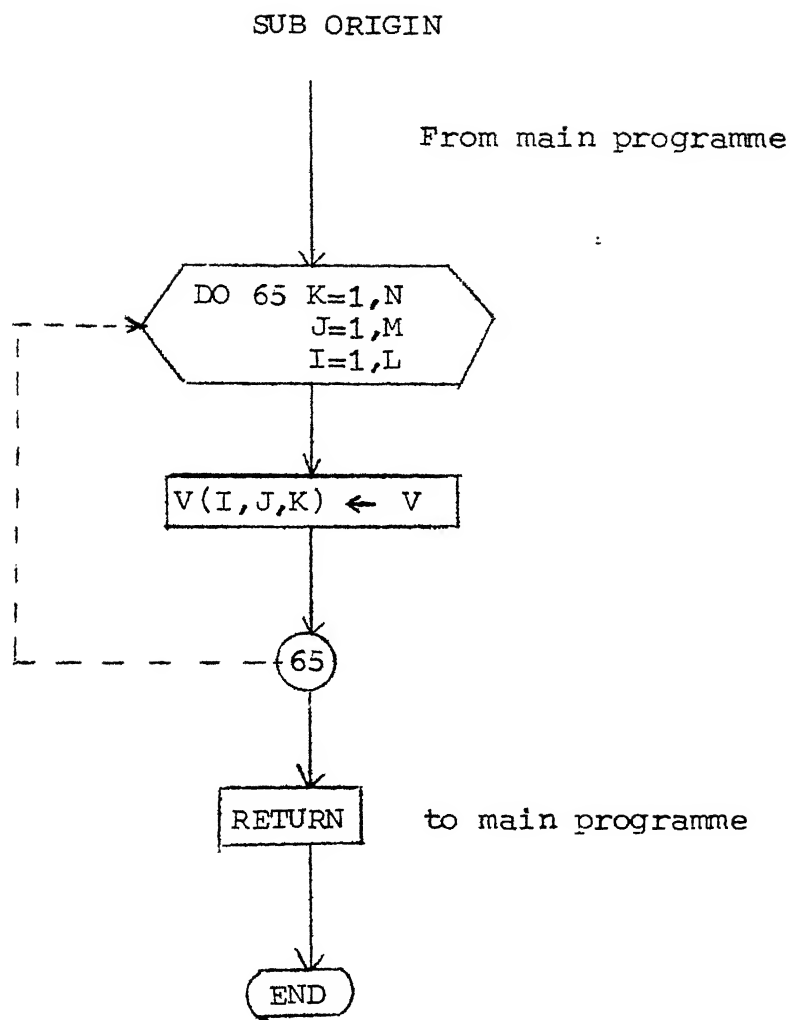 SUB ORIGIN
From main programme
DO 65 K=1,N
J=1,M
I=1,L
V(I,J,K) ← V
65
RETURN
to main programme
END